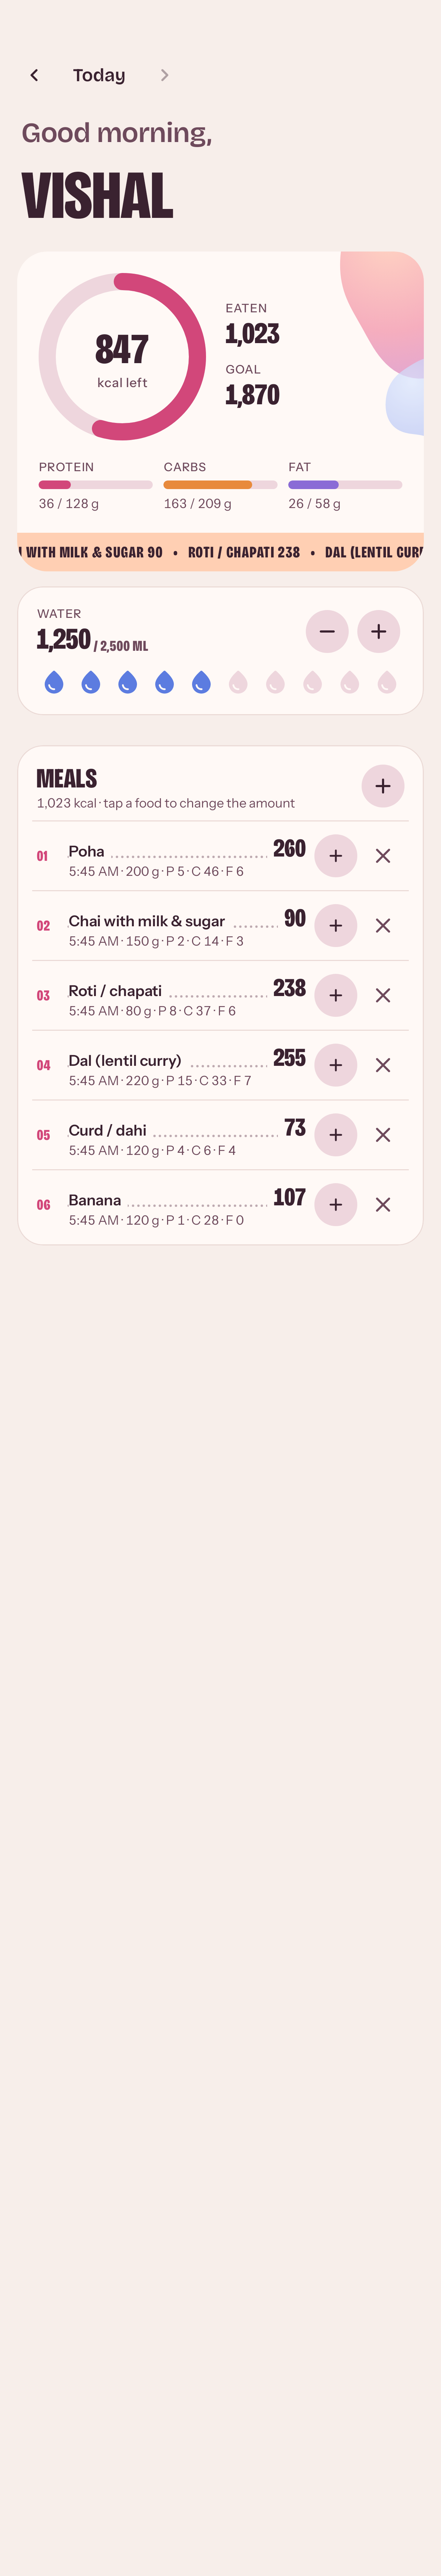 Today
Good morning,
VISHAL
847
kcal left
EATEN
1,023
GOAL
1,870
PROTEIN CARBS FAT
36 / 128 g 163 / 209 g 26 / 58 g
WITH MILK & SUGAR 90 • ROTI / CHAPATI 238 • DAL (LENTIL CUR
WATER
1,250 / 2,500 ML
MEALS
1,023 kcal · tap a food to change the amount
01 Poha 260
5:45 AM · 200 g · P 5 · C 46 · F 6
02 Chai with milk & sugar 90
5:45 AM · 150 g · P 2 · C 14 · F 3
03 Roti / chapati 238
5:45 AM · 80 g · P 8 · C 37 · F 6
04 Dal (lentil curry) 255
5:45 AM · 220 g · P 15 · C 33 · F 7
05 Curd / dahi 73
5:45 AM · 120 g · P 4 · C 6 · F 4
06 Banana 107
5:45 AM · 120 g · P 1 · C 28 · F 0